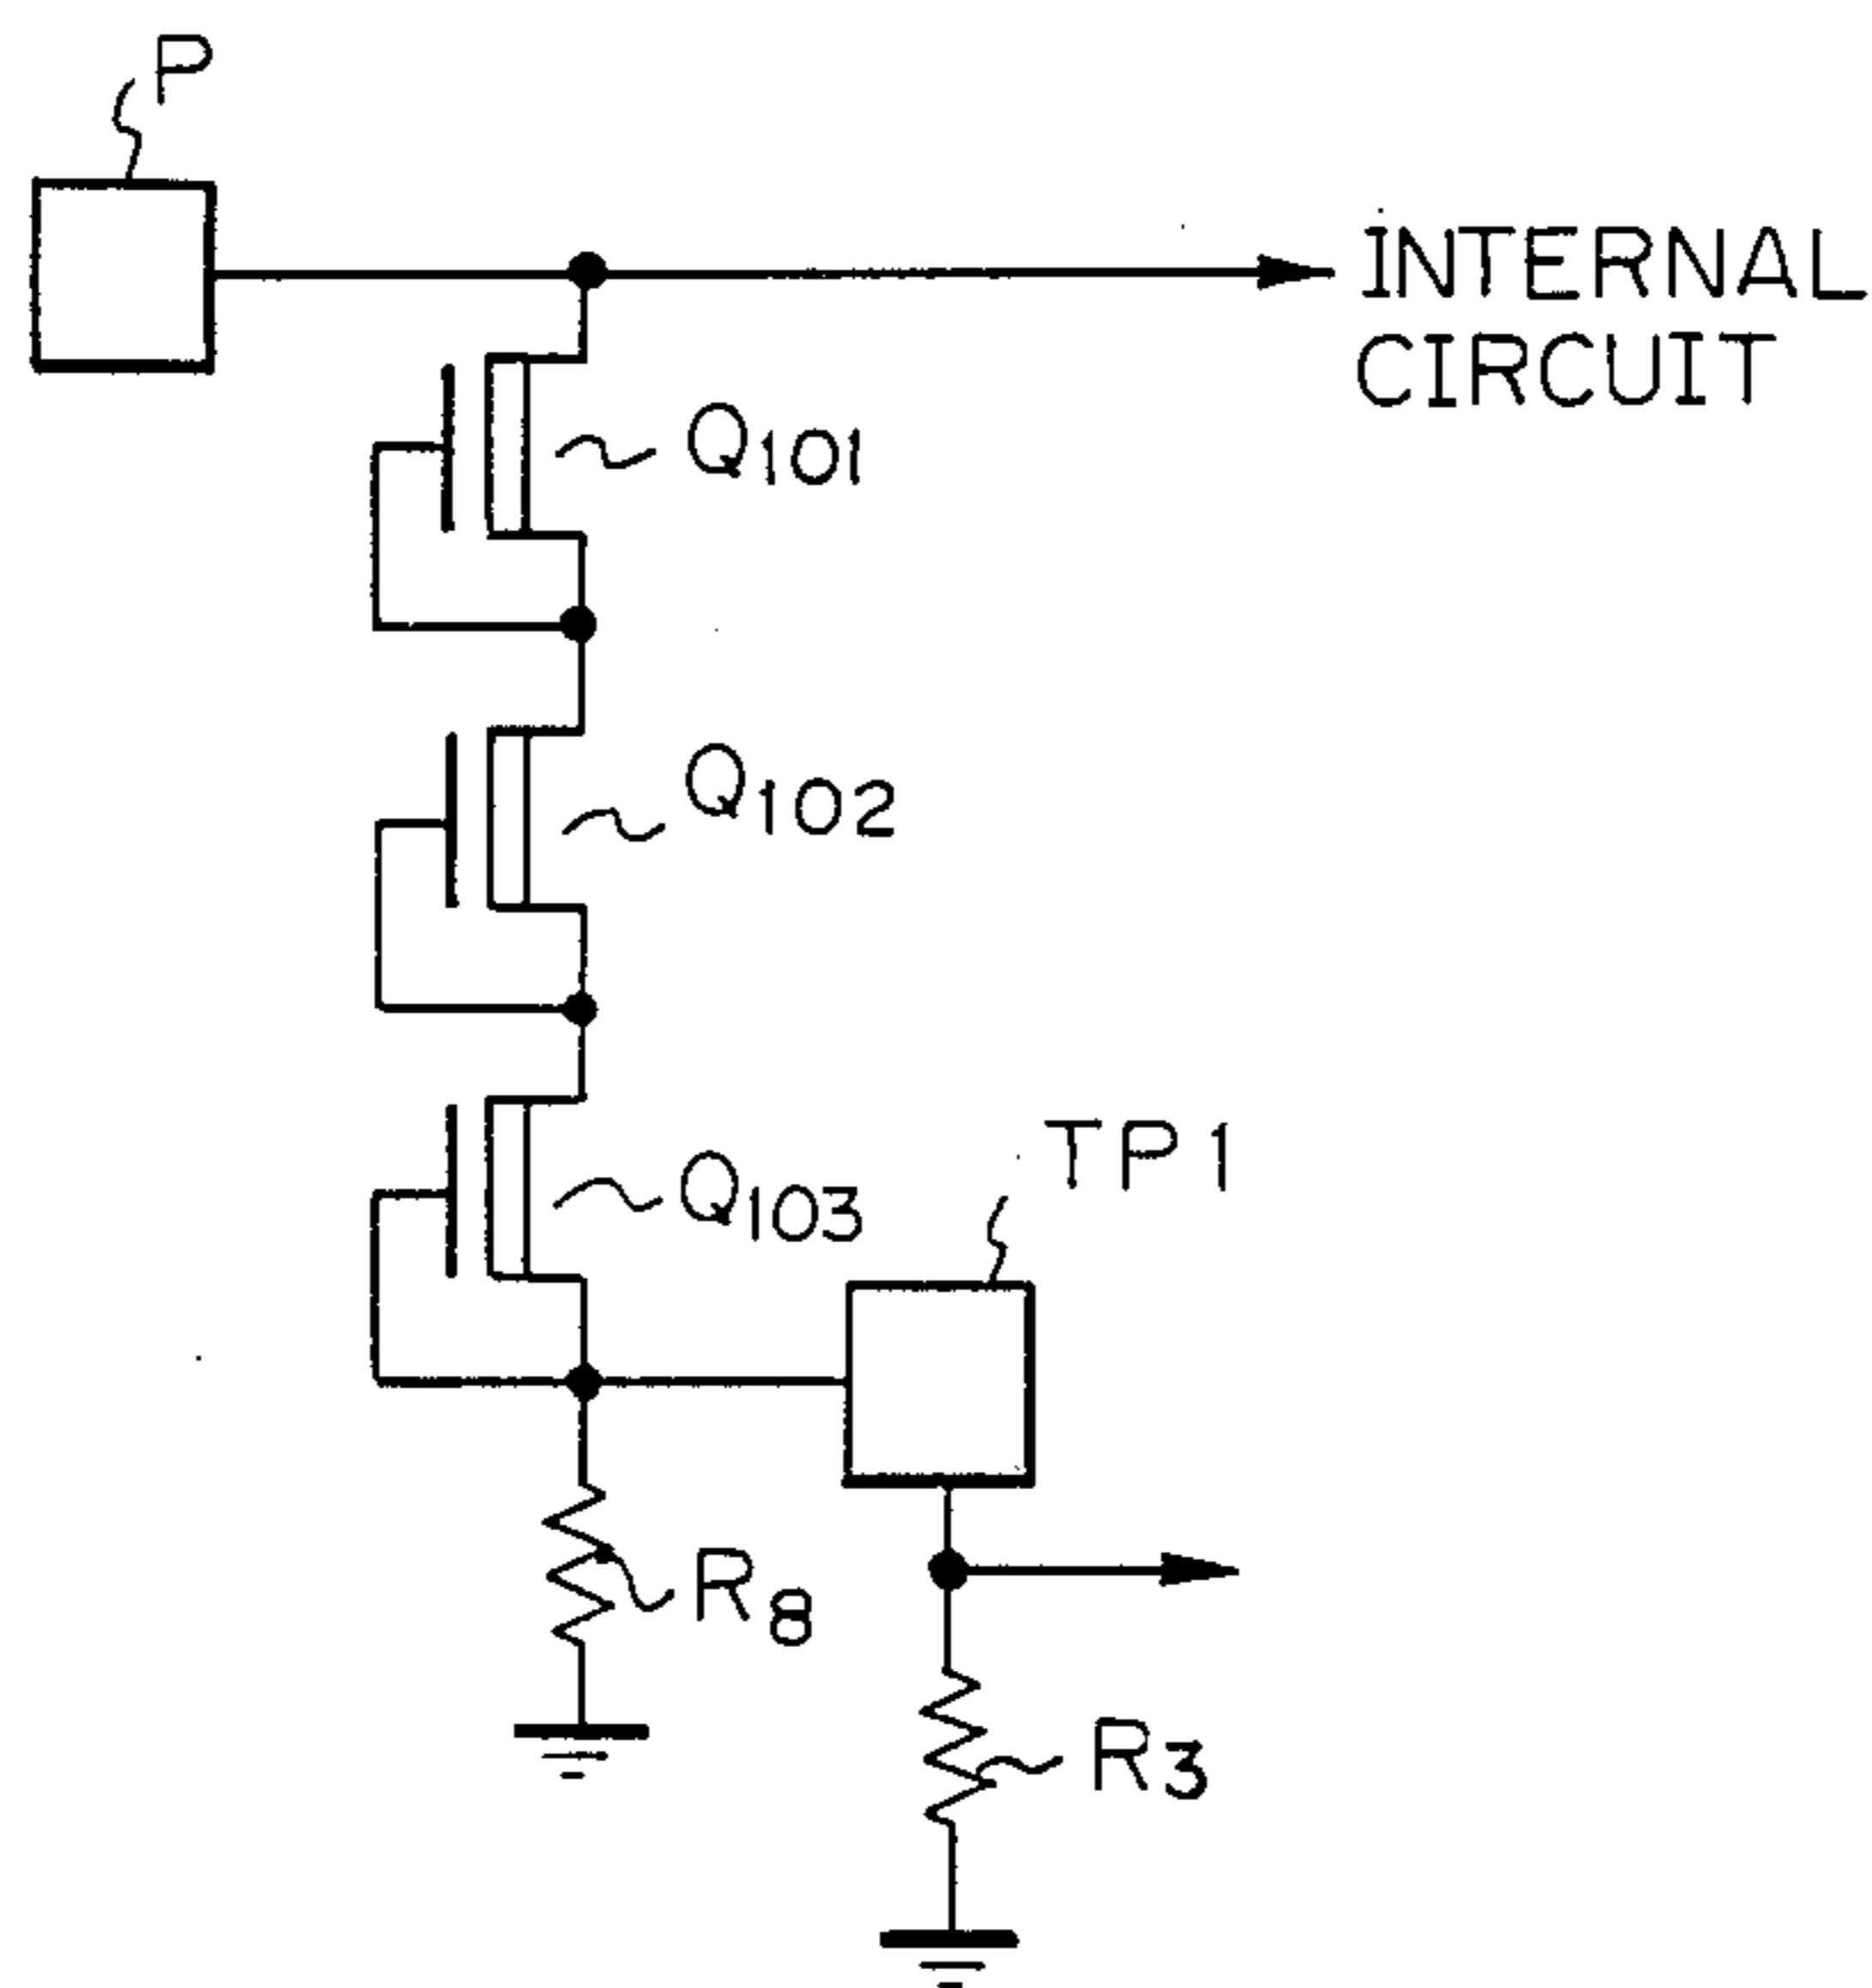 P
INTERNAL
CIRCUIT
Q101
Q102
Q103
TP1
R8
R3